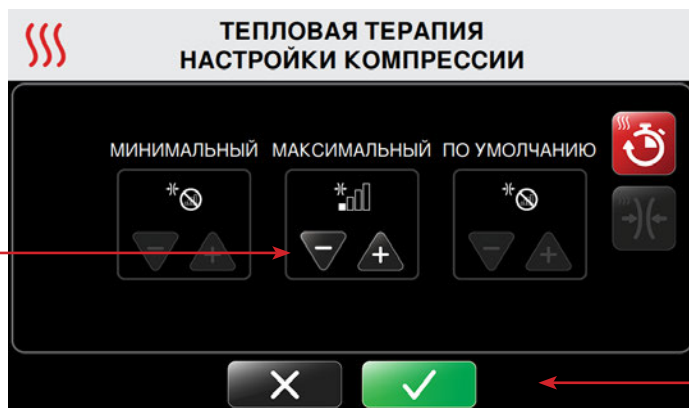 ТЕПЛОВАЯ ТЕРАПИЯ
НАСТРОЙКИ КОМПРЕССИИ
МИНИМАЛЬНЫЙ МАКСИМАЛЬНЫЙ ПО УМОЛЧАНИЮ